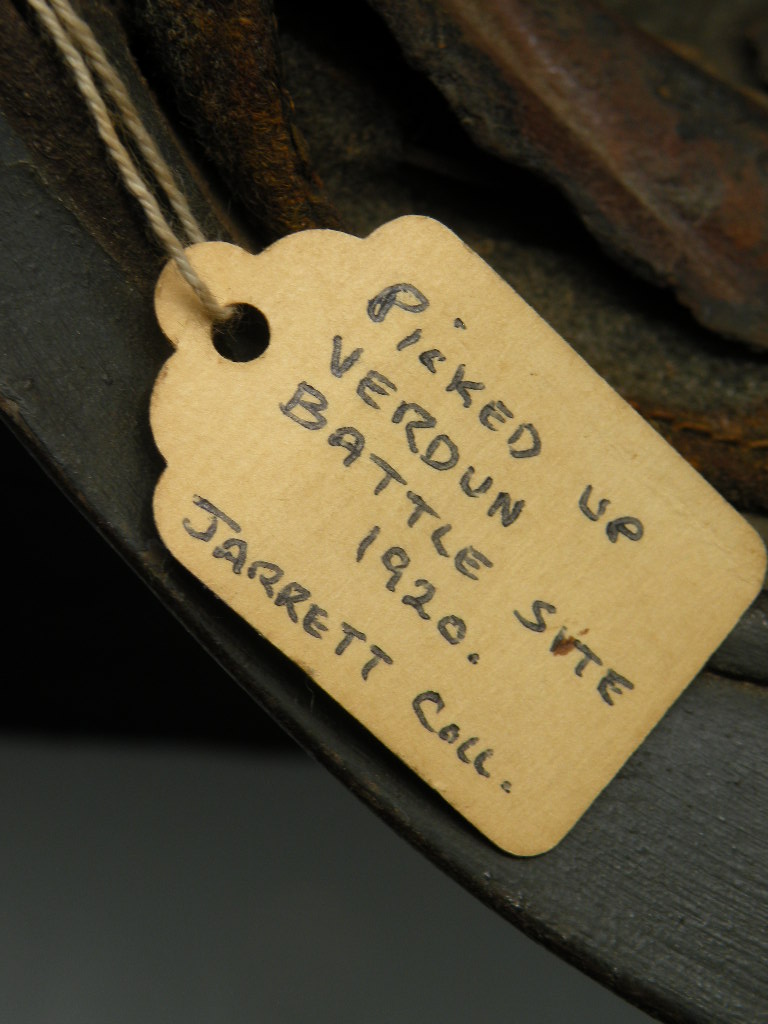 PicKED UP
VERDUN
BATTLE SITE
1920.
JARRETT COLL.